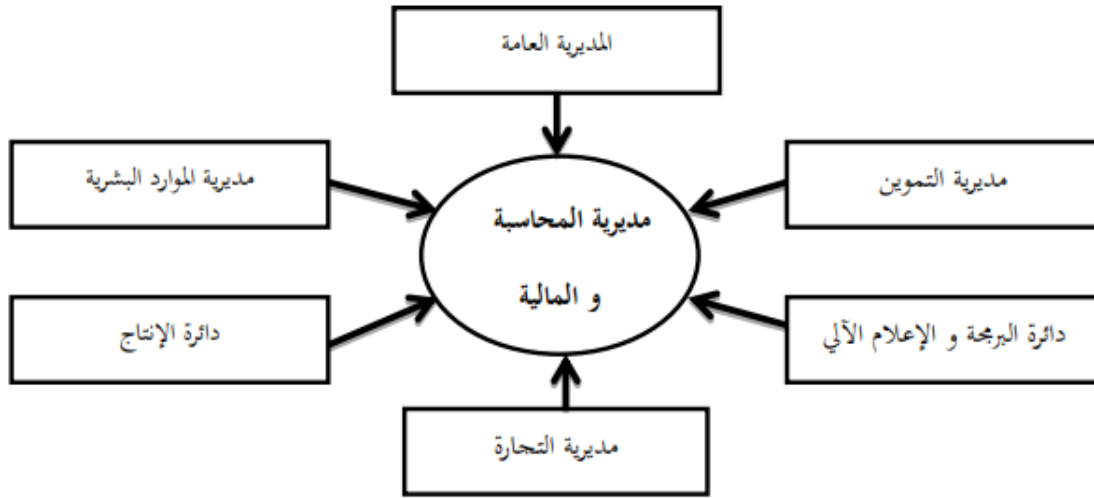 المديرية العامة
مديرية التموين
مديرية الموارد البشرية
مديرية المحاسبة
و المالية
دائرة البرمجة و الإعلام الآلي
دائرة الإنتاج
مديرية التجارة